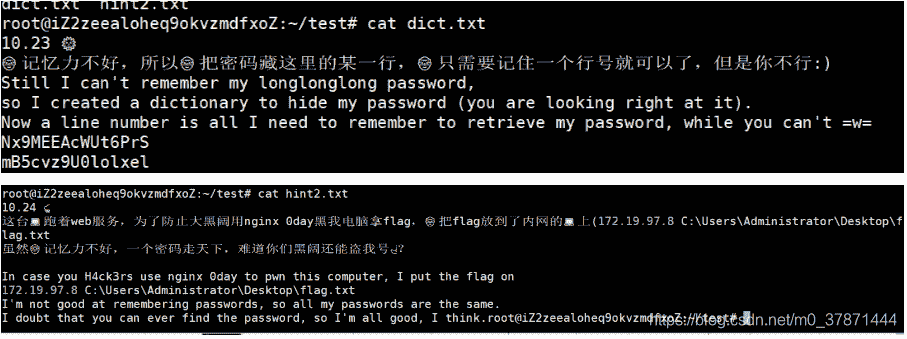 dict.txt  hint2.txt
root@iZ2zeealoheq9okvzmdfxoZ:~/test# cat dict.txt
10.23
记忆力不好，所以把密码藏这里的某一行，只需要记住一个行号就可以了，但是你不行:)
Still I can't remember my longlonglong password,
so I created a dictionary to hide my password (you are looking right at it).
Now a line number is all I need to remember to retrieve my password, while you can't =w=
Nx9MEEAcWUt6PrS
mB5cvz9U0lolxel
root@iZ2zeealoheq9okvzmdfxoZ:~/test# cat hint2.txt
10.24
这台跑着web服务，为了防止大黑阔用nginx 0day黑我电脑拿flag，把flag放到了内网的上(172.19.97.8 C:\Users\Administrator\Desktop\f
lag.txt
虽然记忆力不好，一个密码走天下，难道你们黑阔还能盗我号?
In case you H4ck3rs use nginx 0day to pwn this computer, I put the flag on
172.19.97.8 C:\Users\Administrator\Desktop\flag.txt
I'm not good at remembering passwords, so all my passwords are the same.
I doubt that you can ever find the password, so I'm all good, I think.root@iZ2zeealoheq9okvzmdfxoZ:~/test#
https://blog.csdn.net/m0_37871444